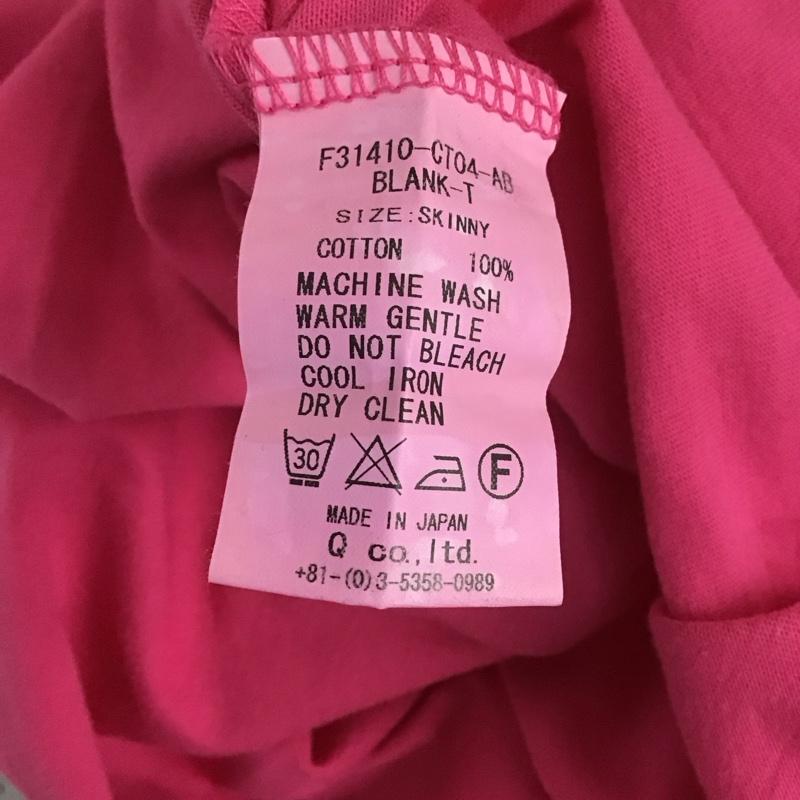 F31410-CT04-AB
BLANK-T
SIZE:SKINNY
COTTON 100%
MACHINE WASH
WARM GENTLE
DO NOT BLEACH
COOL IRON
DRY CLEAN
30 F
MADE IN JAPAN
Q co.,ltd.
+81-(0)3-5358-0989